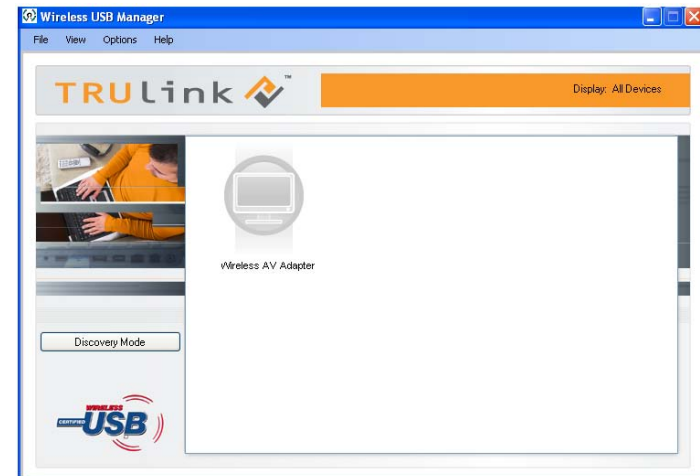 Wireless USB Manager
File View Options Help
TRULink ™
Display: All Devices
Wireless AV Adapter
Discovery Mode
WIRELESS
CERTIFIED USB